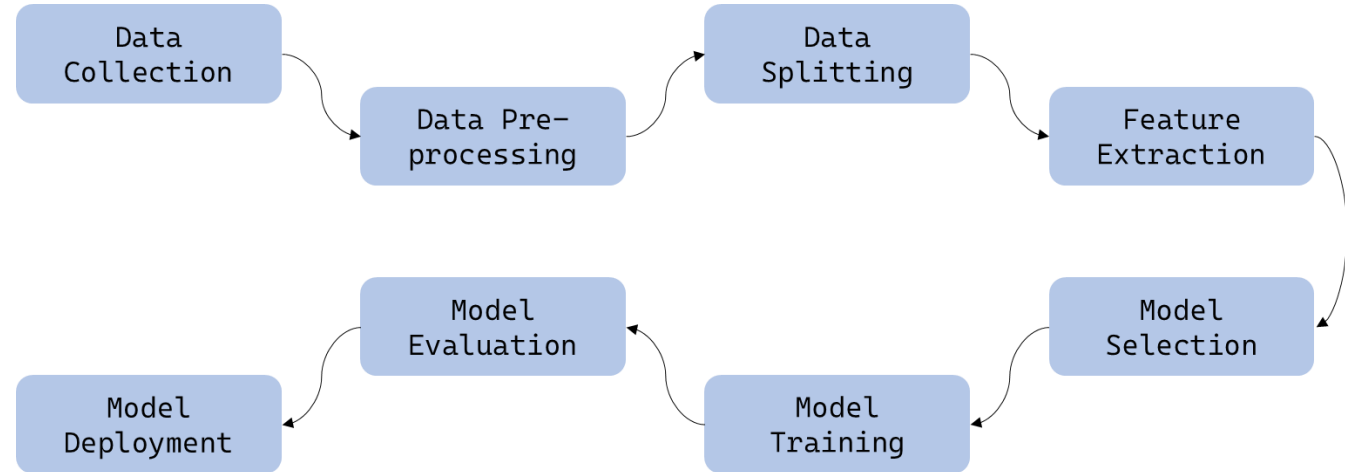 Data
Collection
Data Pre-
processing
Data
Splitting
Feature
Extraction
Model
Selection
Model
Training
Model
Evaluation
Model
Deployment